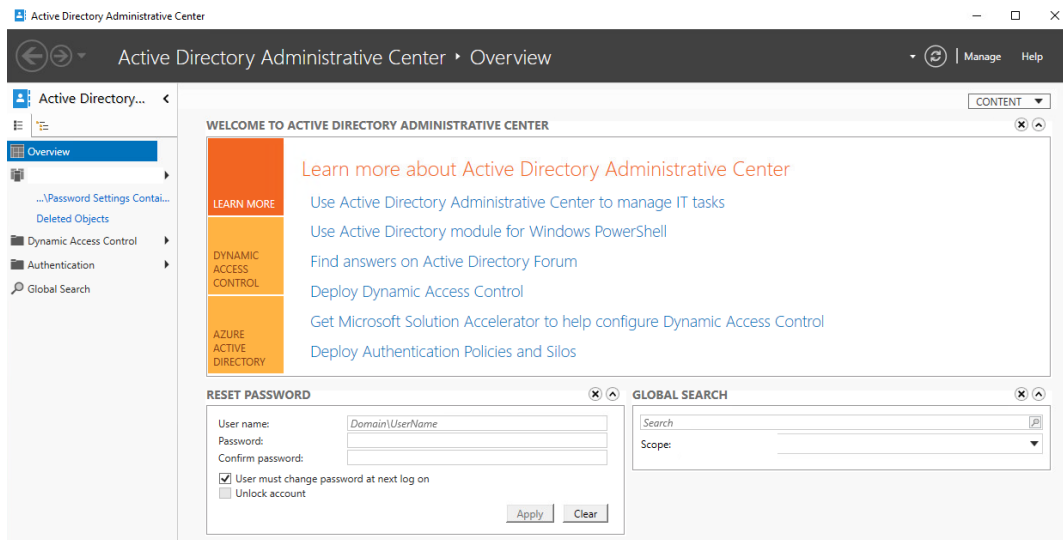 Active Directory Administrative Center
Active Directory Administrative Center • Overview
Manage
Help
Active Directory...
Overview
...\Password Settings Contai...
Deleted Objects
Dynamic Access Control
Authentication
Global Search
CONTENT
WELCOME TO ACTIVE DIRECTORY ADMINISTRATIVE CENTER
LEARN MORE
DYNAMIC
ACCESS
CONTROL
AZURE
ACTIVE
DIRECTORY
Learn more about Active Directory Administrative Center
Use Active Directory Administrative Center to manage IT tasks
Use Active Directory module for Windows PowerShell
Find answers on Active Directory Forum
Deploy Dynamic Access Control
Get Microsoft Solution Accelerator to help configure Dynamic Access Control
Deploy Authentication Policies and Silos
RESET PASSWORD
User name:
Domain\UserName
Password:
Confirm password:
User must change password at next log on
Unlock account
Apply
Clear
GLOBAL SEARCH
Search
Scope: